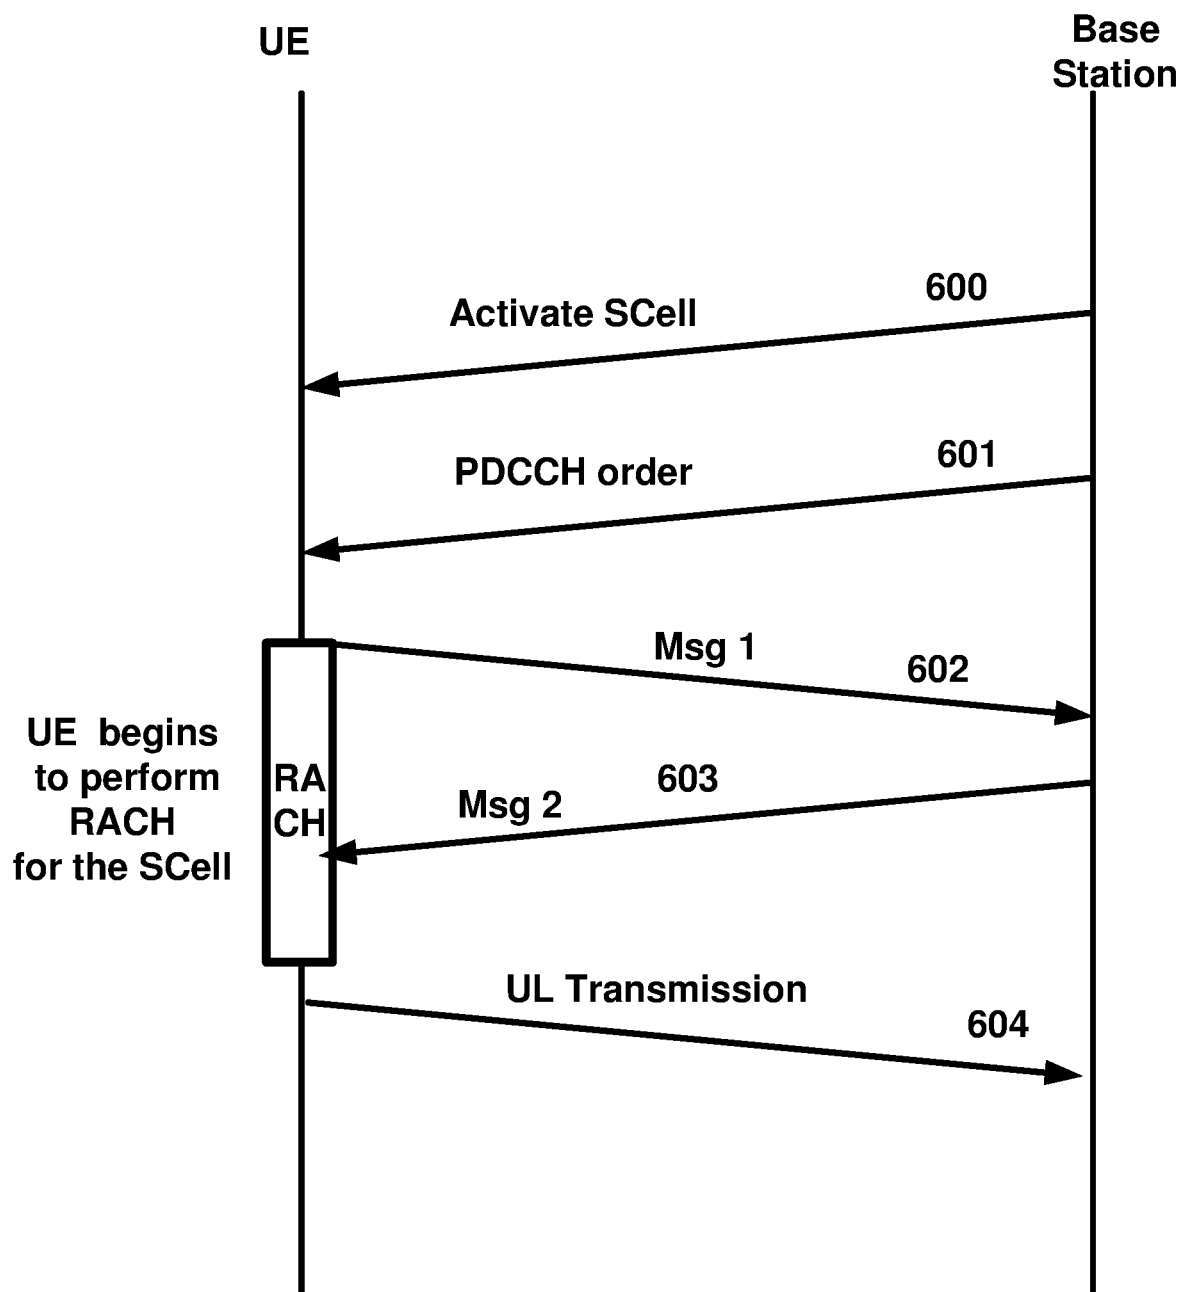 UE
Base
Station
600
Activate SCell
601
PDCCH order
Msg 1
602
UE begins
to perform
RACH
for the SCell
RA
CH
603
Msg 2
UL Transmission
604